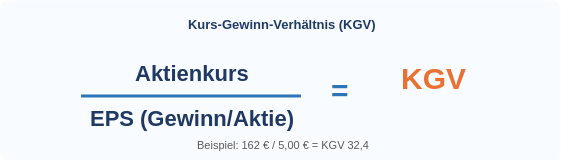 Kurs-Gewinn-Verhältnis (KGV)
Aktienkurs
EPS (Gewinn/Aktie)
=
KGV
Beispiel: 162 € / 5,00 € = KGV 32,4